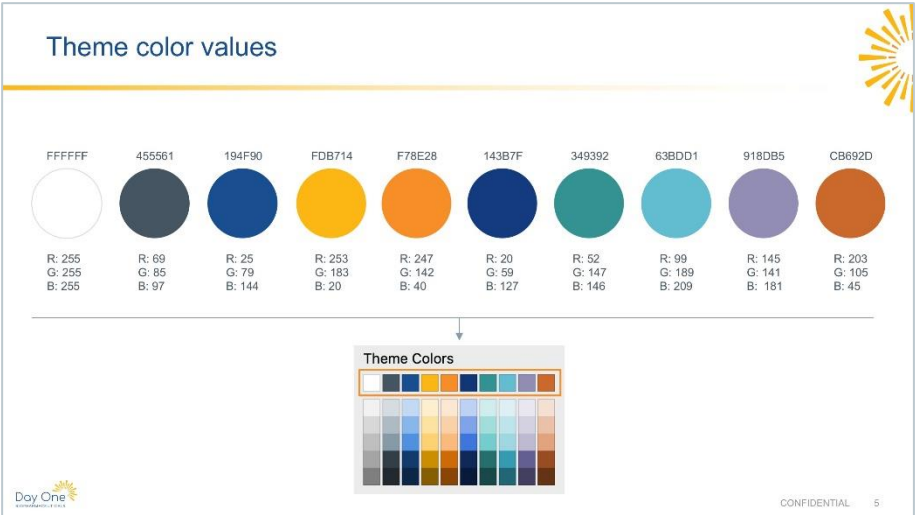 Theme color values
FFFFFF 455561 194F90 FDB714 F78E28 143B7F 349392 63BDD1 918DB5 CB692D
R: 255 R: 69 R: 25 R: 253 R: 247 R: 20 R: 52 R: 99 R: 145 R: 203
G: 255 G: 85 G: 79 G: 183 G: 142 G: 59 G: 147 G: 189 G: 141 G: 105
B: 255 B: 97 B: 144 B: 20 B: 40 B: 127 B: 146 B: 209 B: 181 B: 45
Theme Colors
Day One
CONFIDENTIAL 5